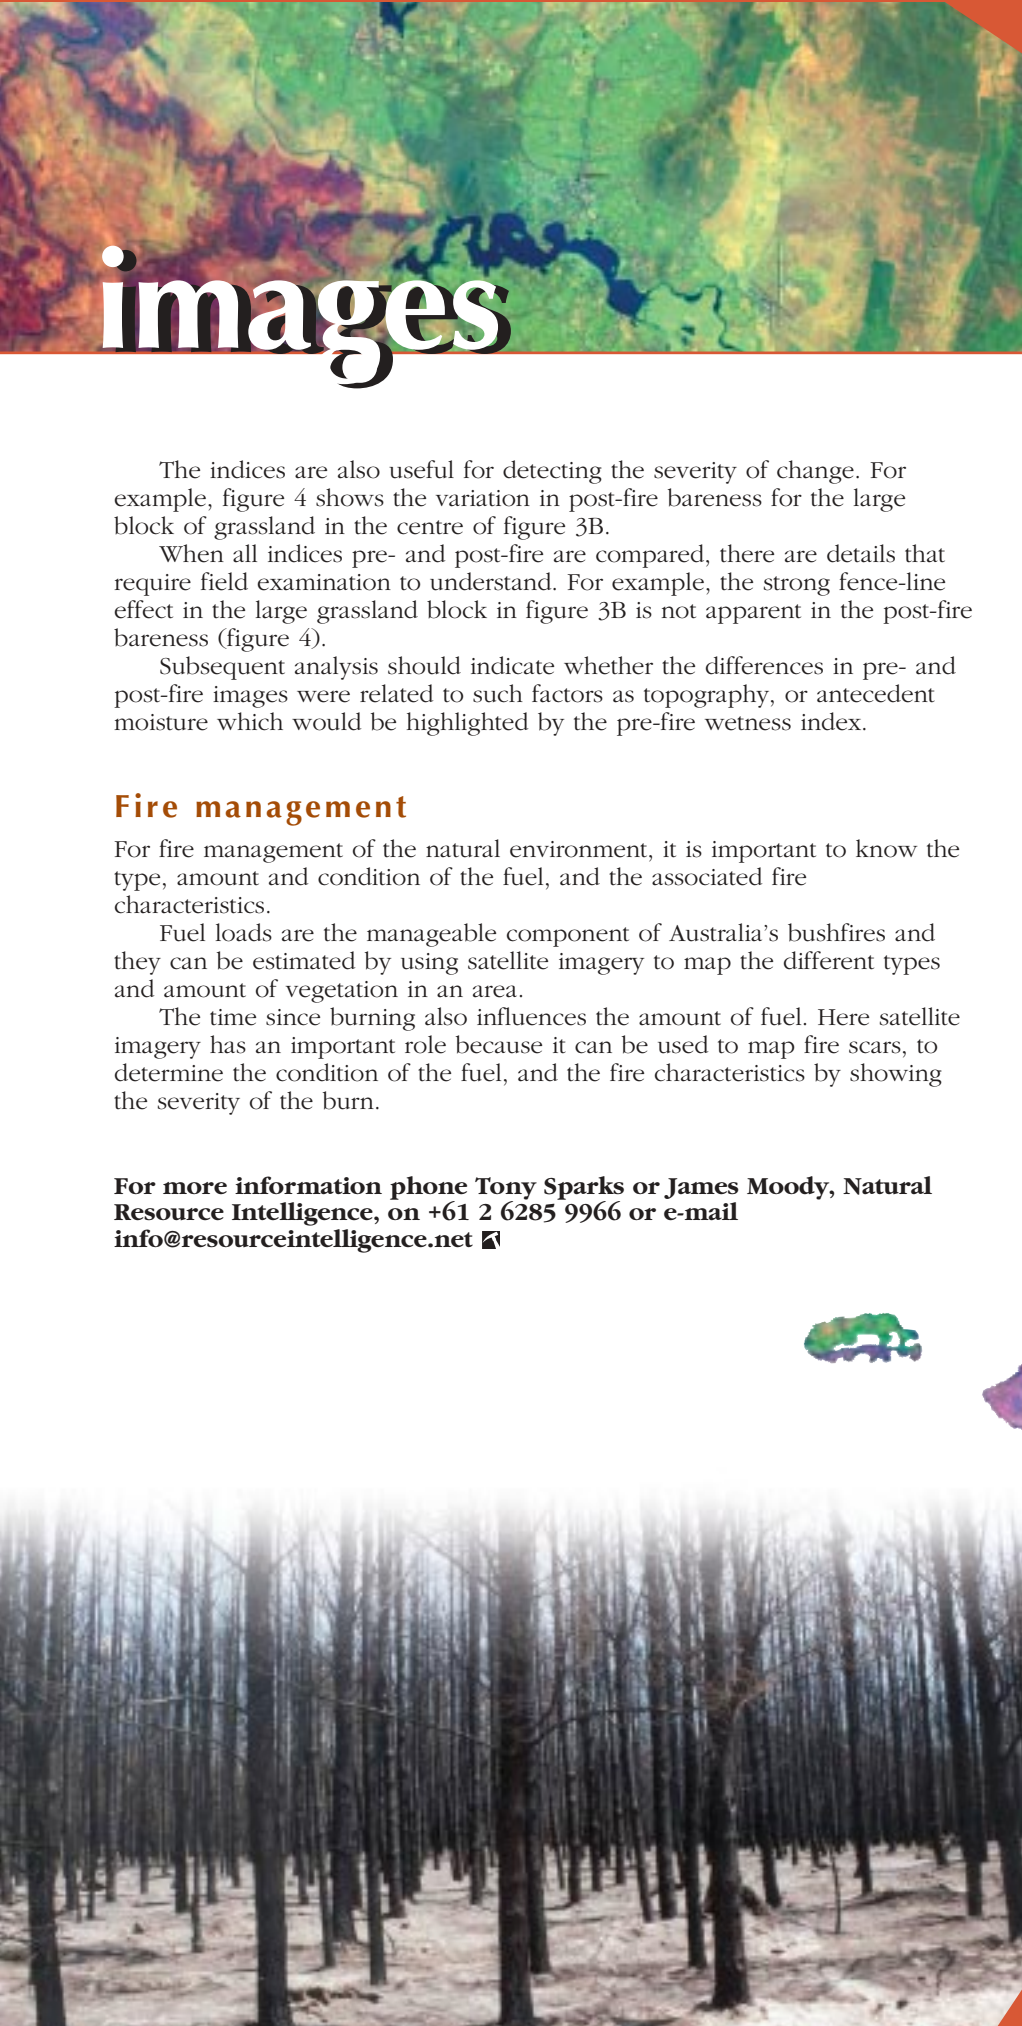 images
The indices are also useful for detecting the severity of change. For
example, figure 4 shows the variation in post-fire bareness for the large
block of grassland in the centre of figure 3B.
When all indices pre- and post-fire are compared, there are details that
require field examination to understand. For example, the strong fence-line
effect in the large grassland block in figure 3B is not apparent in the post-fire
bareness (figure 4).
Subsequent analysis should indicate whether the differences in pre- and
post-fire images were related to such factors as topography, or antecedent
moisture which would be highlighted by the pre-fire wetness index.
Fire management
For fire management of the natural environment, it is important to know the
type, amount and condition of the fuel, and the associated fire
characteristics.
Fuel loads are the manageable component of Australia’s bushfires and
they can be estimated by using satellite imagery to map the different types
and amount of vegetation in an area.
The time since burning also influences the amount of fuel. Here satellite
imagery has an important role because it can be used to map fire scars, to
determine the condition of the fuel, and the fire characteristics by showing
the severity of the burn.
For more information phone Tony Sparks or James Moody, Natural
Resource Intelligence, on +61 2 6285 9966 or e-mail
info@resourceintelligence.net